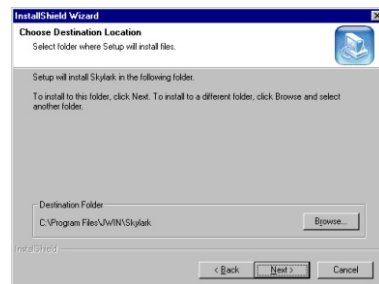 InstallShield Wizard
Choose Destination Location
Select folder where Setup will install files.
Setup will install Skylark in the following folder.
To install to this folder, click Next. To install to a different folder, click Browse and select
another folder.
Destination Folder
C:\Program Files\JWIN\Skylark
Browse...
InstallShield
< Back
Next >
Cancel